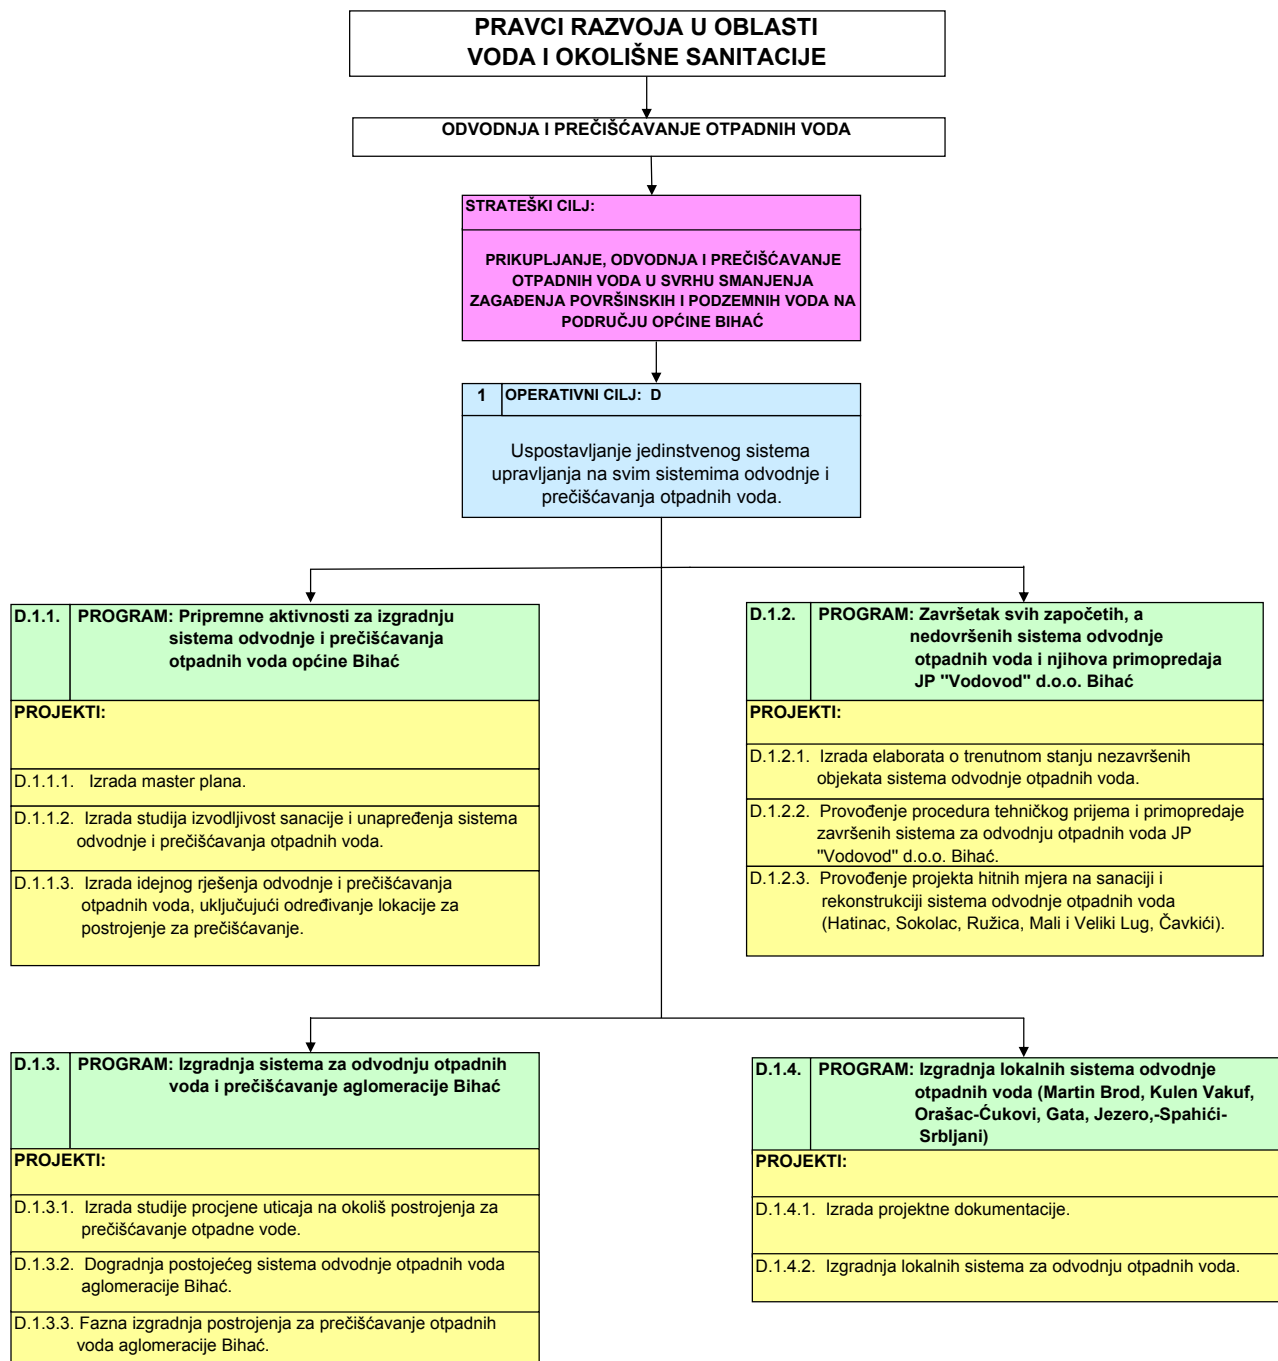 PRAVCI RAZVOJA U OBLASTI
VODA I OKOLIŠNE SANITACIJE
ODVODNJA I PREČIŠĆAVANJE OTPADNIH VODA
STRATEŠKI CILJ:
PRIKUPLJANJE, ODVODNJA I PREČIŠĆAVANJE
OTPADNIH VODA U SVRHU SMANJENJA
ZAGAĐENJA POVRŠINSKIH I PODZEMNIH VODA NA
PODRUČJU OPĆINE BIHAĆ
1 OPERATIVNI CILJ: D
Uspostavljanje jedinstvenog sistema
upravljanja na svim sistemima odvodnje i
prečišćavanja otpadnih voda.
D.1.1. PROGRAM: Pripremne aktivnosti za izgradnju
sistema odvodnje i prečišćavanja
otpadnih voda općine Bihać
PROJEKTI:
D.1.1.1. Izrada master plana.
D.1.1.2. Izrada studija izvodljivost sanacije i unapređenja sistema
odvodnje i prečišćavanja otpadnih voda.
D.1.1.3. Izrada idejnog rješenja odvodnje i prečišćavanja
otpadnih voda, uključujući određivanje lokacije za
postrojenje za prečišćavanje.
D.1.2. PROGRAM: Završetak svih započetih, a
nedovršenih sistema odvodnje
otpadnih voda i njihova primopredaja
JP "Vodovod" d.o.o. Bihać
PROJEKTI:
D.1.2.1. Izrada elaborata o trenutnom stanju nezavršenih
objekata sistema odvodnje otpadnih voda.
D.1.2.2. Provođenje procedura tehničkog prijema i primopredaje
završenih sistema za odvodnju otpadnih voda JP
"Vodovod" d.o.o. Bihać.
D.1.2.3. Provođenje projekta hitnih mjera na sanaciji i
rekonstrukciji sistema odvodnje otpadnih voda
(Hatinac, Sokolac, Ružica, Mali i Veliki Lug, Čavkići).
D.1.3. PROGRAM: Izgradnja sistema za odvodnju otpadnih
voda i prečišćavanje aglomeracije Bihać
PROJEKTI:
D.1.3.1. Izrada studije procjene uticaja na okoliš postrojenja za
prečišćavanje otpadne vode.
D.1.3.2. Dogradnja postojećeg sistema odvodnje otpadnih voda
aglomeracije Bihać.
D.1.3.3. Fazna izgradnja postrojenja za prečišćavanje otpadnih
voda aglomeracije Bihać.
D.1.4. PROGRAM: Izgradnja lokalnih sistema odvodnje
otpadnih voda (Martin Brod, Kulen Vakuf,
Orašac-Ćukovi, Gata, Jezero,-Spahići-
Srbljani)
PROJEKTI:
D.1.4.1. Izrada projektne dokumentacije.
D.1.4.2. Izgradnja lokalnih sistema za odvodnju otpadnih voda.